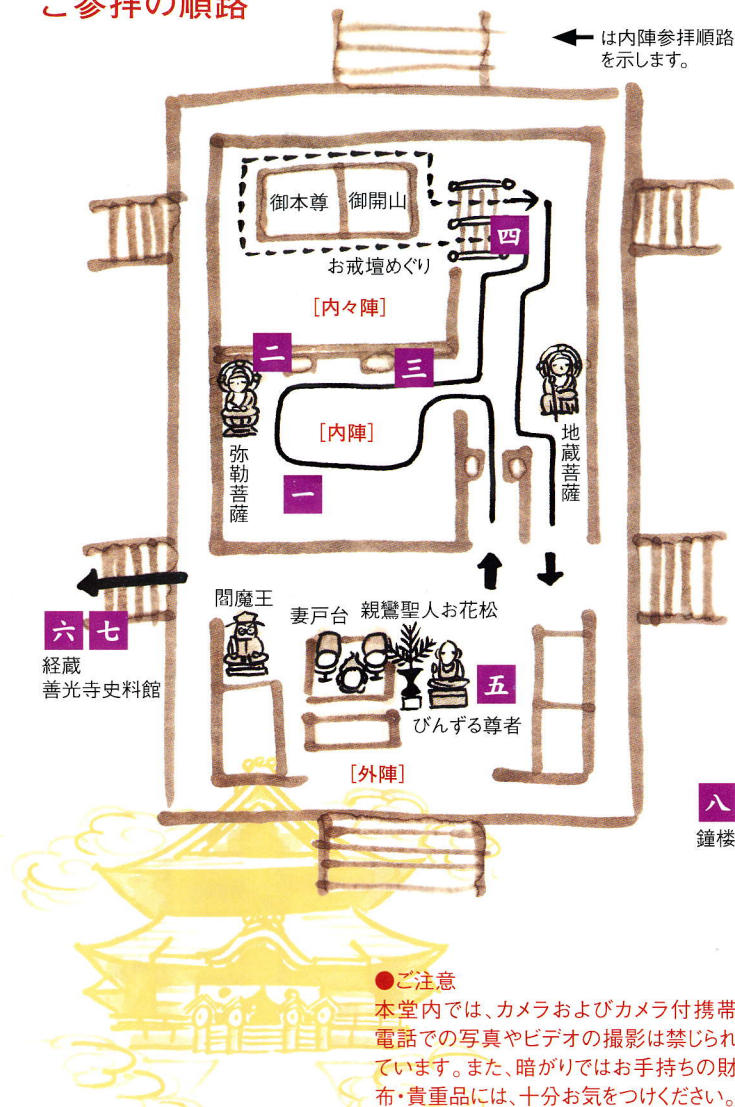 ご参拝の順路
は内陣参拝順路
を示します。
御本尊
御開山
四
お戒壇めぐり
[内々陣]
二
三
弥勒菩薩
[内陣]
地蔵菩薩
一
閻魔王
妻戸台
親鸞聖人お花松
六
七
経蔵
善光寺史料館
五
びんずる尊者
[外陣]
八
鐘楼
●ご注意
本堂内では、カメラおよびカメラ付携帯
電話での写真やビデオの撮影は禁じられ
ています。また、暗がりではお手持ちの財
布・貴重品には、十分お気をつけください。